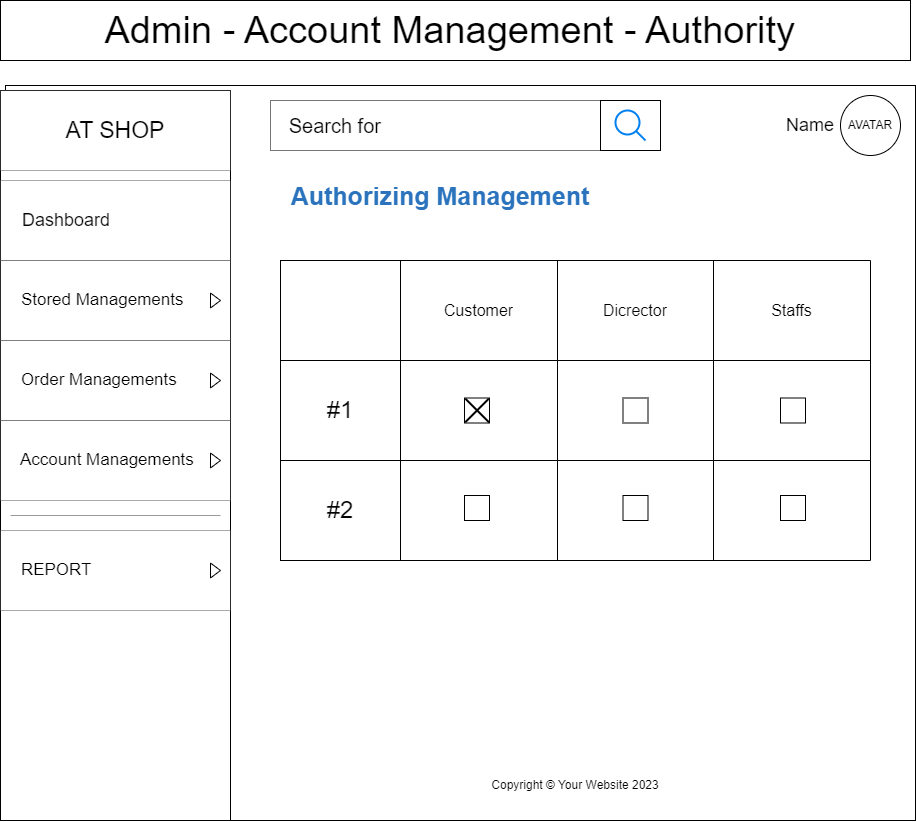 Admin - Account Management - Authority
AT SHOP
Search for
Name
AVATAR
Authorizing Management
Dashboard
Stored Managements
Order Managements
Account Managements
REPORT
Customer
Dicrector
Staffs
#1
#2
Copyright © Your Website 2023